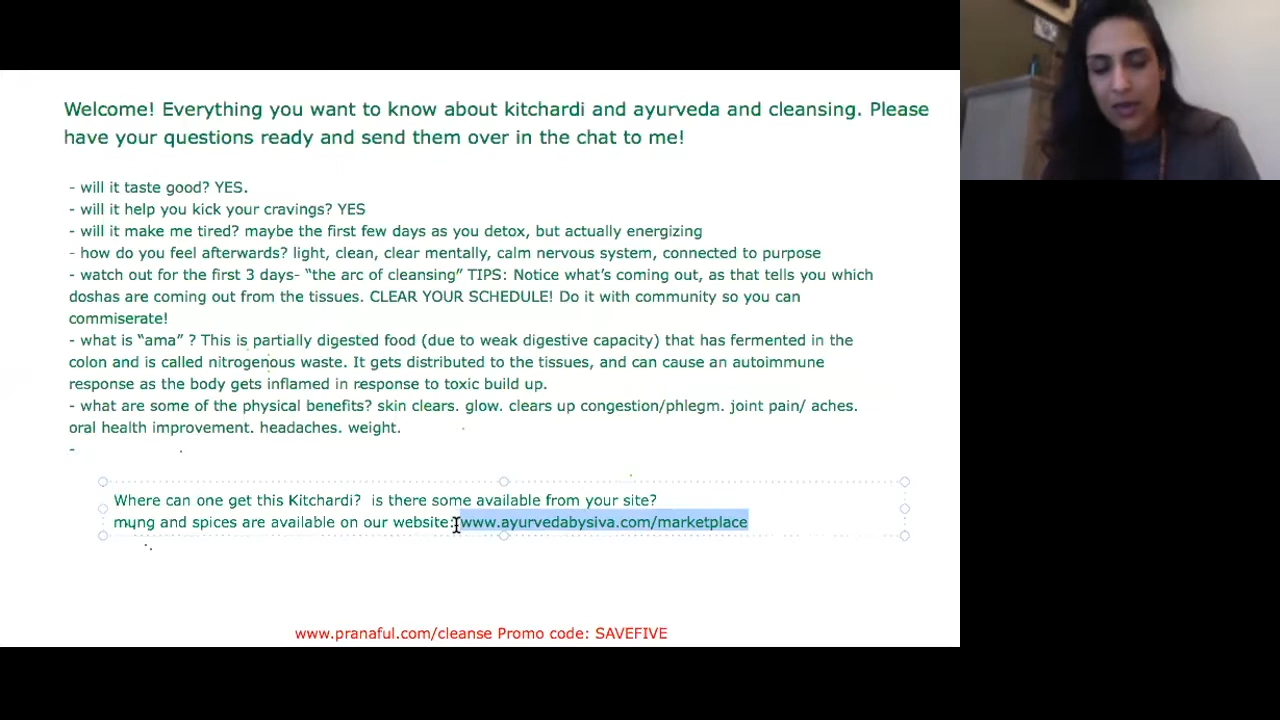 Welcome! Everything you want to know about kitchardi and ayurveda and cleansing. Please
have your questions ready and send them over in the chat to me!
- will it taste good? YES.
- will it help you kick your cravings? YES
- will it make me tired? maybe the first few days as you detox, but actually energizing
- how do you feel afterwards? light, clean, clear mentally, calm nervous system, connected to purpose
- watch out for the first 3 days- “the arc of cleansing” TIPS: Notice what’s coming out, as that tells you which
doshas are coming out from the tissues. CLEAR YOUR SCHEDULE! Do it with community so you can
commiserate!
- what is “ama” ? This is partially digested food (due to weak digestive capacity) that has fermented in the
colon and is called nitrogenous waste. It gets distributed to the tissues, and can cause an autoimmune
response as the body gets inflamed in response to toxic build up.
- what are some of the physical benefits? skin clears. glow. clears up congestion/phlegm. joint pain/ aches.
oral health improvement. headaches. weight.
-
Where can one get this Kitchardi?  is there some available from your site?
mung and spices are available on our website: www.ayurvedabysiva.com/marketplace
www.pranaful.com/cleanse Promo code: SAVEFIVE